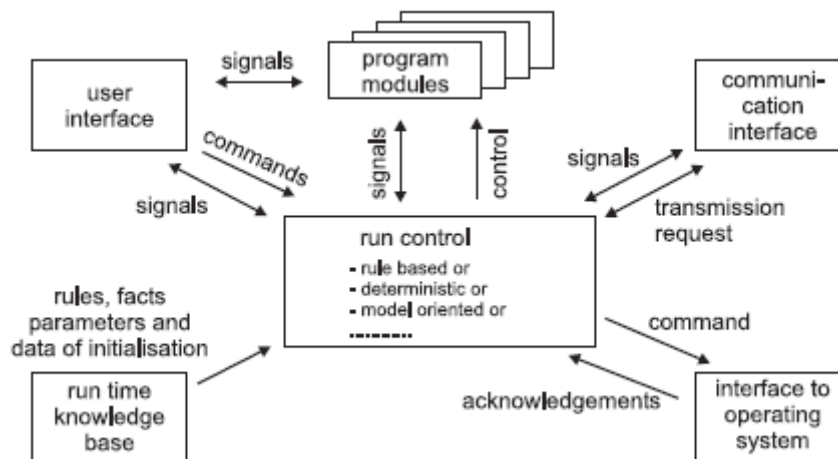 signals
program
modules
user
interface
communi-
cation
interface
commands
signals
signals
control
signals
signals
transmission
request
run control
- rule based or
- deterministic or
- model oriented or
-------
rules, facts
parameters and
data of initialisation
command
acknowledgements
run time
knowledge
base
interface to
operating
system